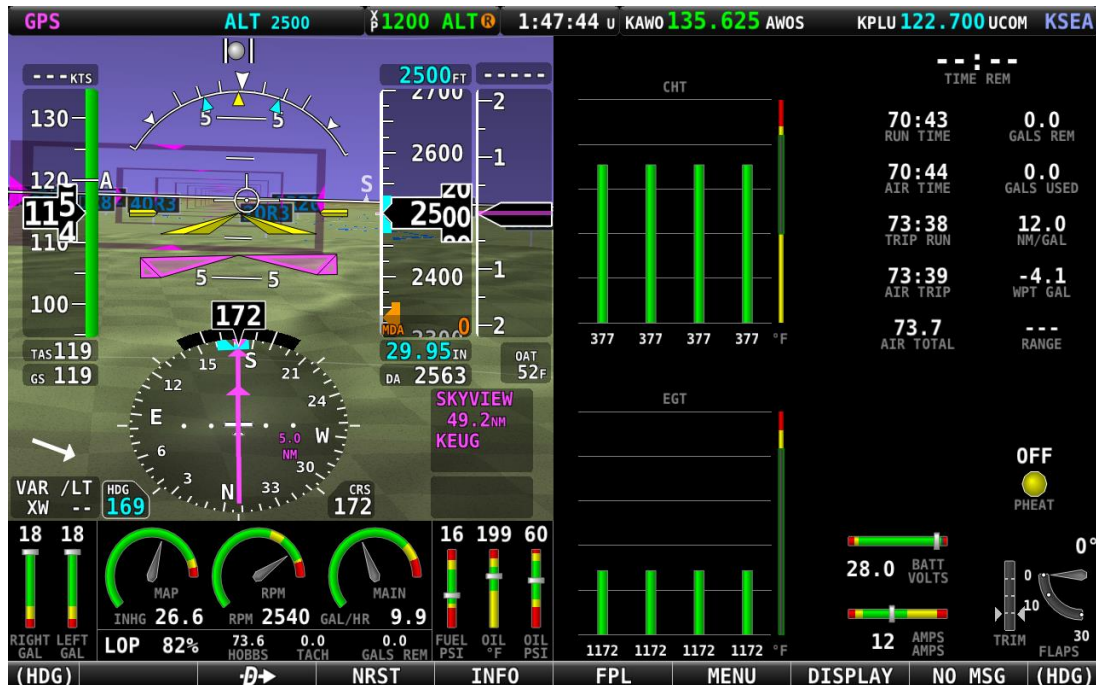 GPS ALT 2500 XP 1200 ALT R 1:47:44 U KAWO 135.625 AWOS KPLU 122.700 UCOM KSEA
--- KTS
2500 FT -----
130
120
115
4
110
100
TAS 119
GS 119
5 5
5 5
A S
40R3
2700
2600
20
2500
2400
MDA 0
2
1
1
2
29.95 IN
DA 2563
OAT
52F
172
15 S 21
12 24
E W
6 30
3 N 33
5.0
NM
SKYVIEW
49.2NM
KEUG
VAR /LT
XW --
HDG
169
CRS
172
18 18
RIGHT GAL LEFT GAL
MAP
INHG 26.6
RPM
RPM 2540
MAIN
GAL/HR 9.9
LOP 82%
73.6 HOBBS
0.0 TACH
0.0 GALS REM
16 199 60
FUEL PSI OIL °F OIL PSI
CHT
377 377 377 377 °F
EGT
1172 1172 1172 1172 °F
--:--
TIME REM
70:43 0.0
RUN TIME GALS REM
70:44 0.0
AIR TIME GALS USED
73:38 12.0
TRIP RUN NM/GAL
73:39 -4.1
AIR TRIP WPT GAL
73.7 ---
AIR TOTAL RANGE
OFF
PHEAT
28.0 BATT VOLTS
12 AMPS AMPS
0°
0
10
30
TRIM FLAPS
(HDG) D NRST INFO FPL MENU DISPLAY NO MSG (HDG)